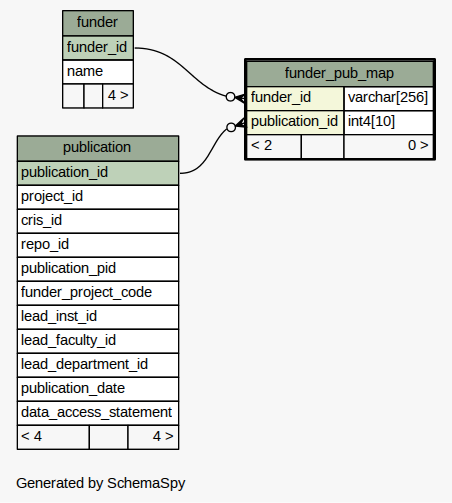 funder
funder_id
name
4 >
funder_pub_map
funder_id varchar[256]
publication_id int4[10]
< 2 0 >
publication
publication_id
project_id
cris_id
repo_id
publication_pid
funder_project_code
lead_inst_id
lead_faculty_id
lead_department_id
publication_date
data_access_statement
< 4 4 >
Generated by SchemaSpy